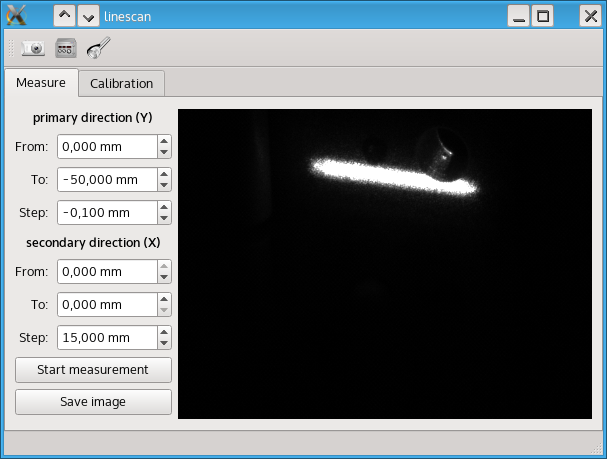 linescan
Measure Calibration
primary direction (Y)
From: 0,000 mm
To: -50,000 mm
Step: -0,100 mm
secondary direction (X)
From: 0,000 mm
To: 0,000 mm
Step: 15,000 mm
Start measurement
Save image